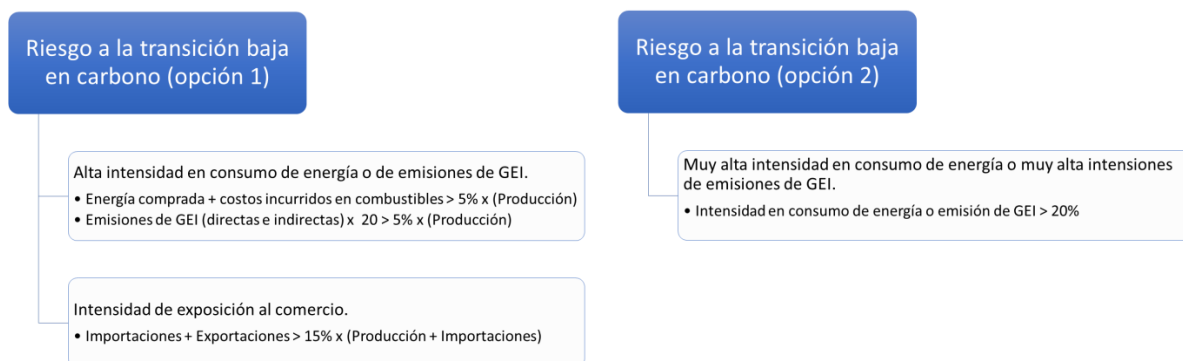 Riesgo a la transición baja
en carbono (opción 1)
Alta intensidad en consumo de energía o de emisiones de GEI.
• Energía comprada + costos incurridos en combustibles > 5% x (Producción)
• Emisiones de GEI (directas e indirectas) x 20 > 5% x (Producción)
Intensidad de exposición al comercio.
• Importaciones + Exportaciones > 15% x (Producción + Importaciones)
Riesgo a la transición baja
en carbono (opción 2)
Muy alta intensidad en consumo de energía o muy alta intensiones
de emisiones de GEI.
• Intensidad en consumo de energía o emisión de GEI > 20%